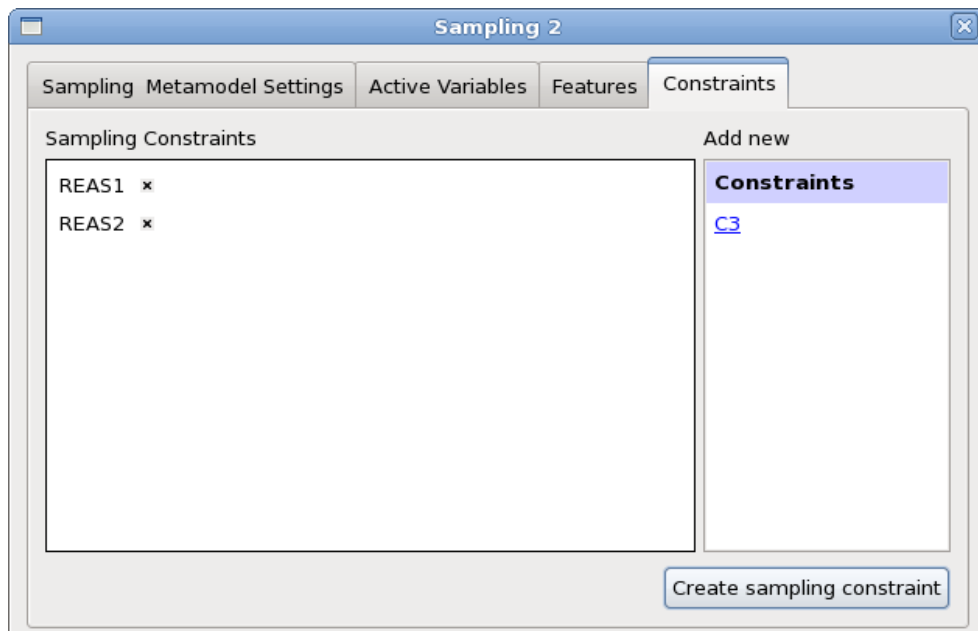 Sampling 2
Sampling Metamodel Settings Active Variables Features Constraints
Sampling Constraints Add new
REAS1 × Constraints
REAS2 × C3
Create sampling constraint